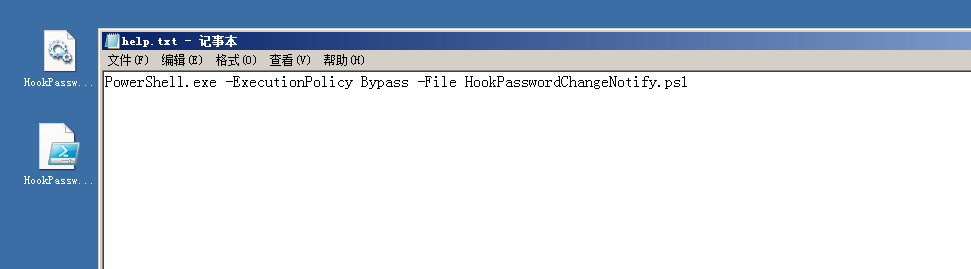 help.txt - 记事本
文件(F) 编辑(E) 格式(O) 查看(V) 帮助(H)
HookPassw...
PowerShell.exe -ExecutionPolicy Bypass -File HookPasswordChangeNotify.ps1
HookPassw...